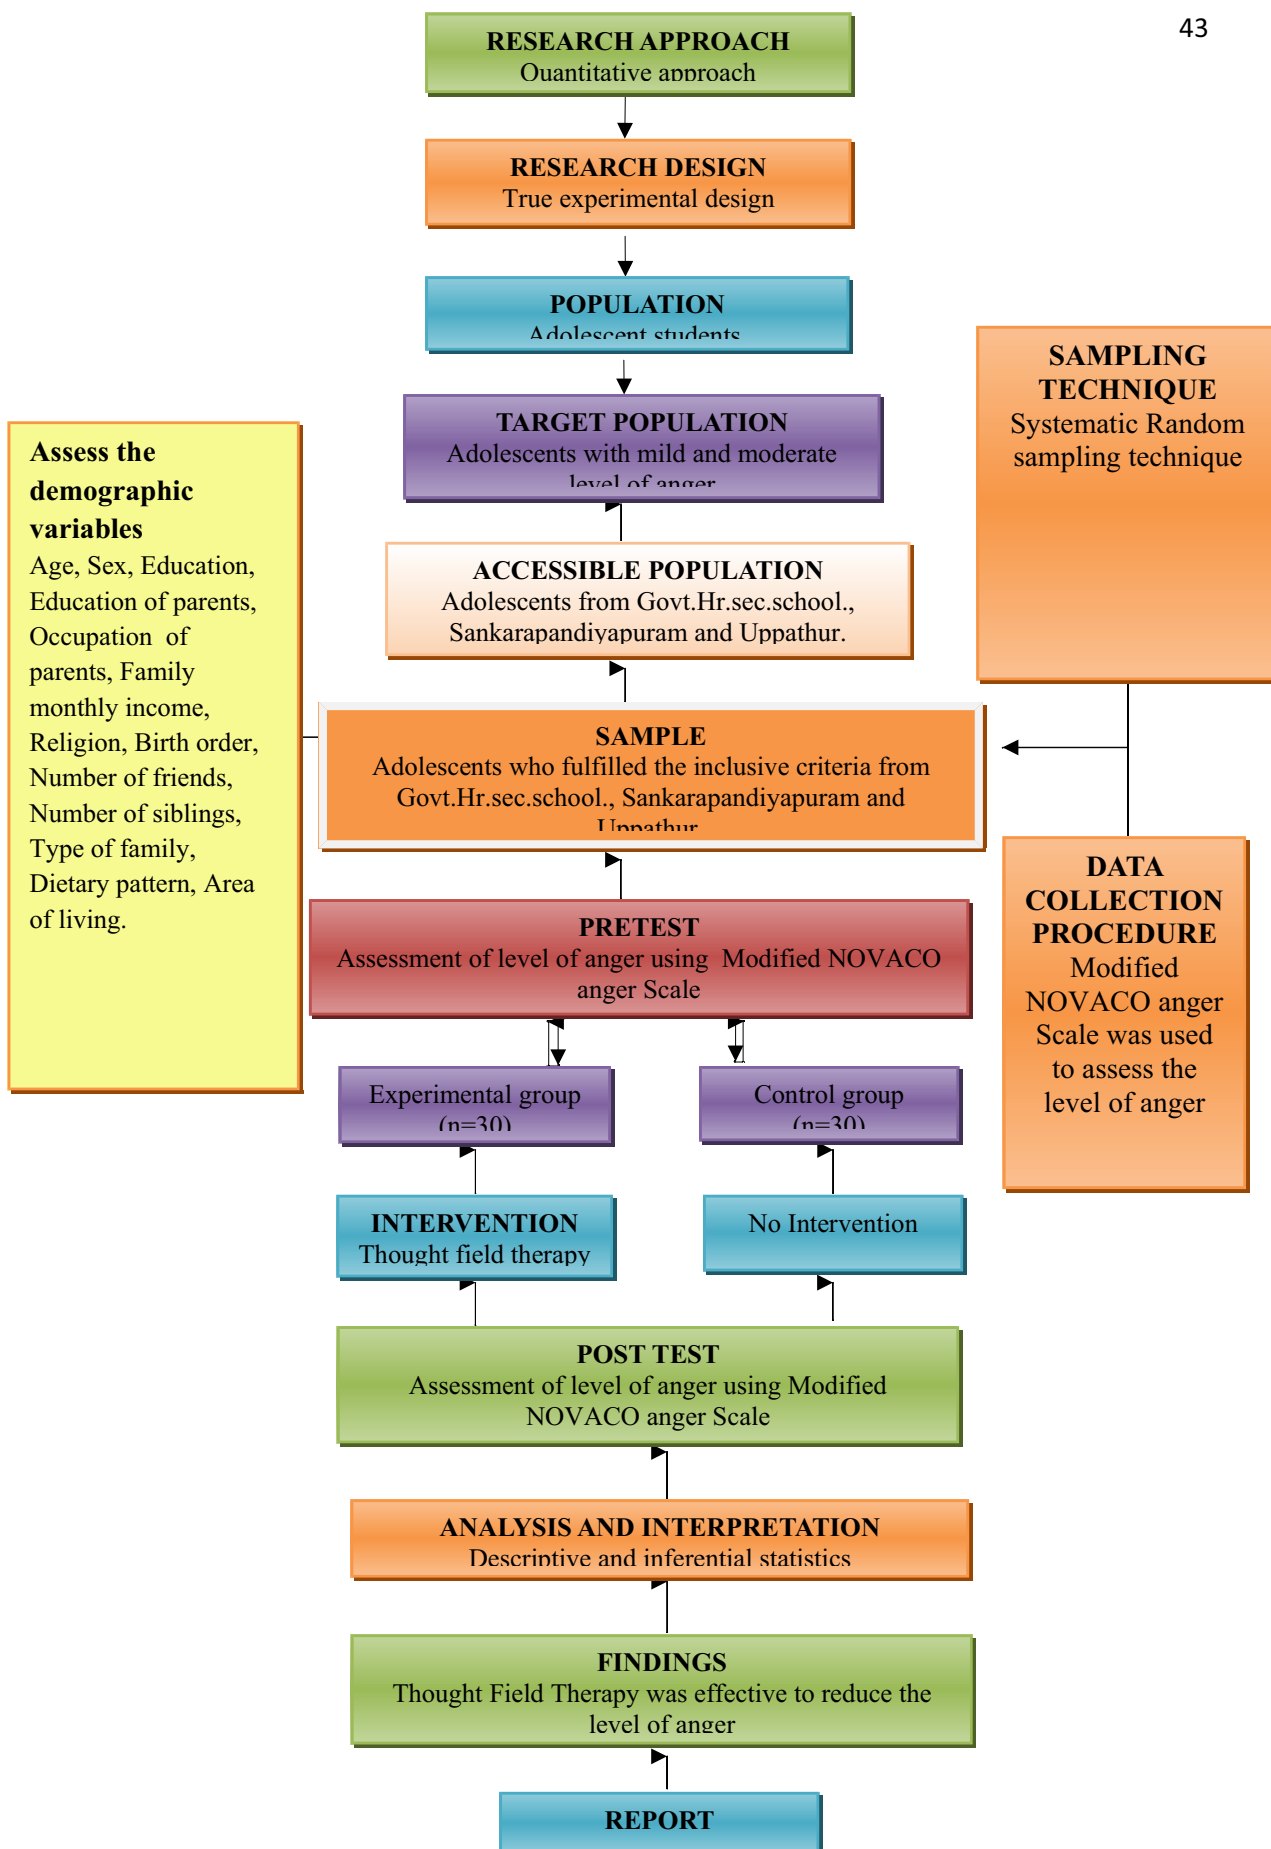 43
RESEARCH APPROACH
Quantitative approach
RESEARCH DESIGN
True experimental design
POPULATION
Adolescent students
TARGET POPULATION
Adolescents with mild and moderate
level of anger
SAMPLING
TECHNIQUE
Systematic Random
sampling technique
Assess the
demographic
variables
Age, Sex, Education,
Education of parents,
Occupation of
parents, Family
monthly income,
Religion, Birth order,
Number of friends,
Number of siblings,
Type of family,
Dietary pattern, Area
of living.
ACCESSIBLE POPULATION
Adolescents from Govt.Hr.sec.school.,
Sankarapandiyapuram and Uppathur.
SAMPLE
Adolescents who fulfilled the inclusive criteria from
Govt.Hr.sec.school., Sankarapandiyapuram and
Uppathur
DATA
COLLECTION
PROCEDURE
Modified
NOVACO anger
Scale was used
to assess the
level of anger
PRETEST
Assessment of level of anger using Modified NOVACO
anger Scale
Experimental group
(n=30)
Control group
(n=30)
INTERVENTION
Thought field therapy
No Intervention
POST TEST
Assessment of level of anger using Modified
NOVACO anger Scale
ANALYSIS AND INTERPRETATION
Descriptive and inferential statistics
FINDINGS
Thought Field Therapy was effective to reduce the
level of anger
REPORT